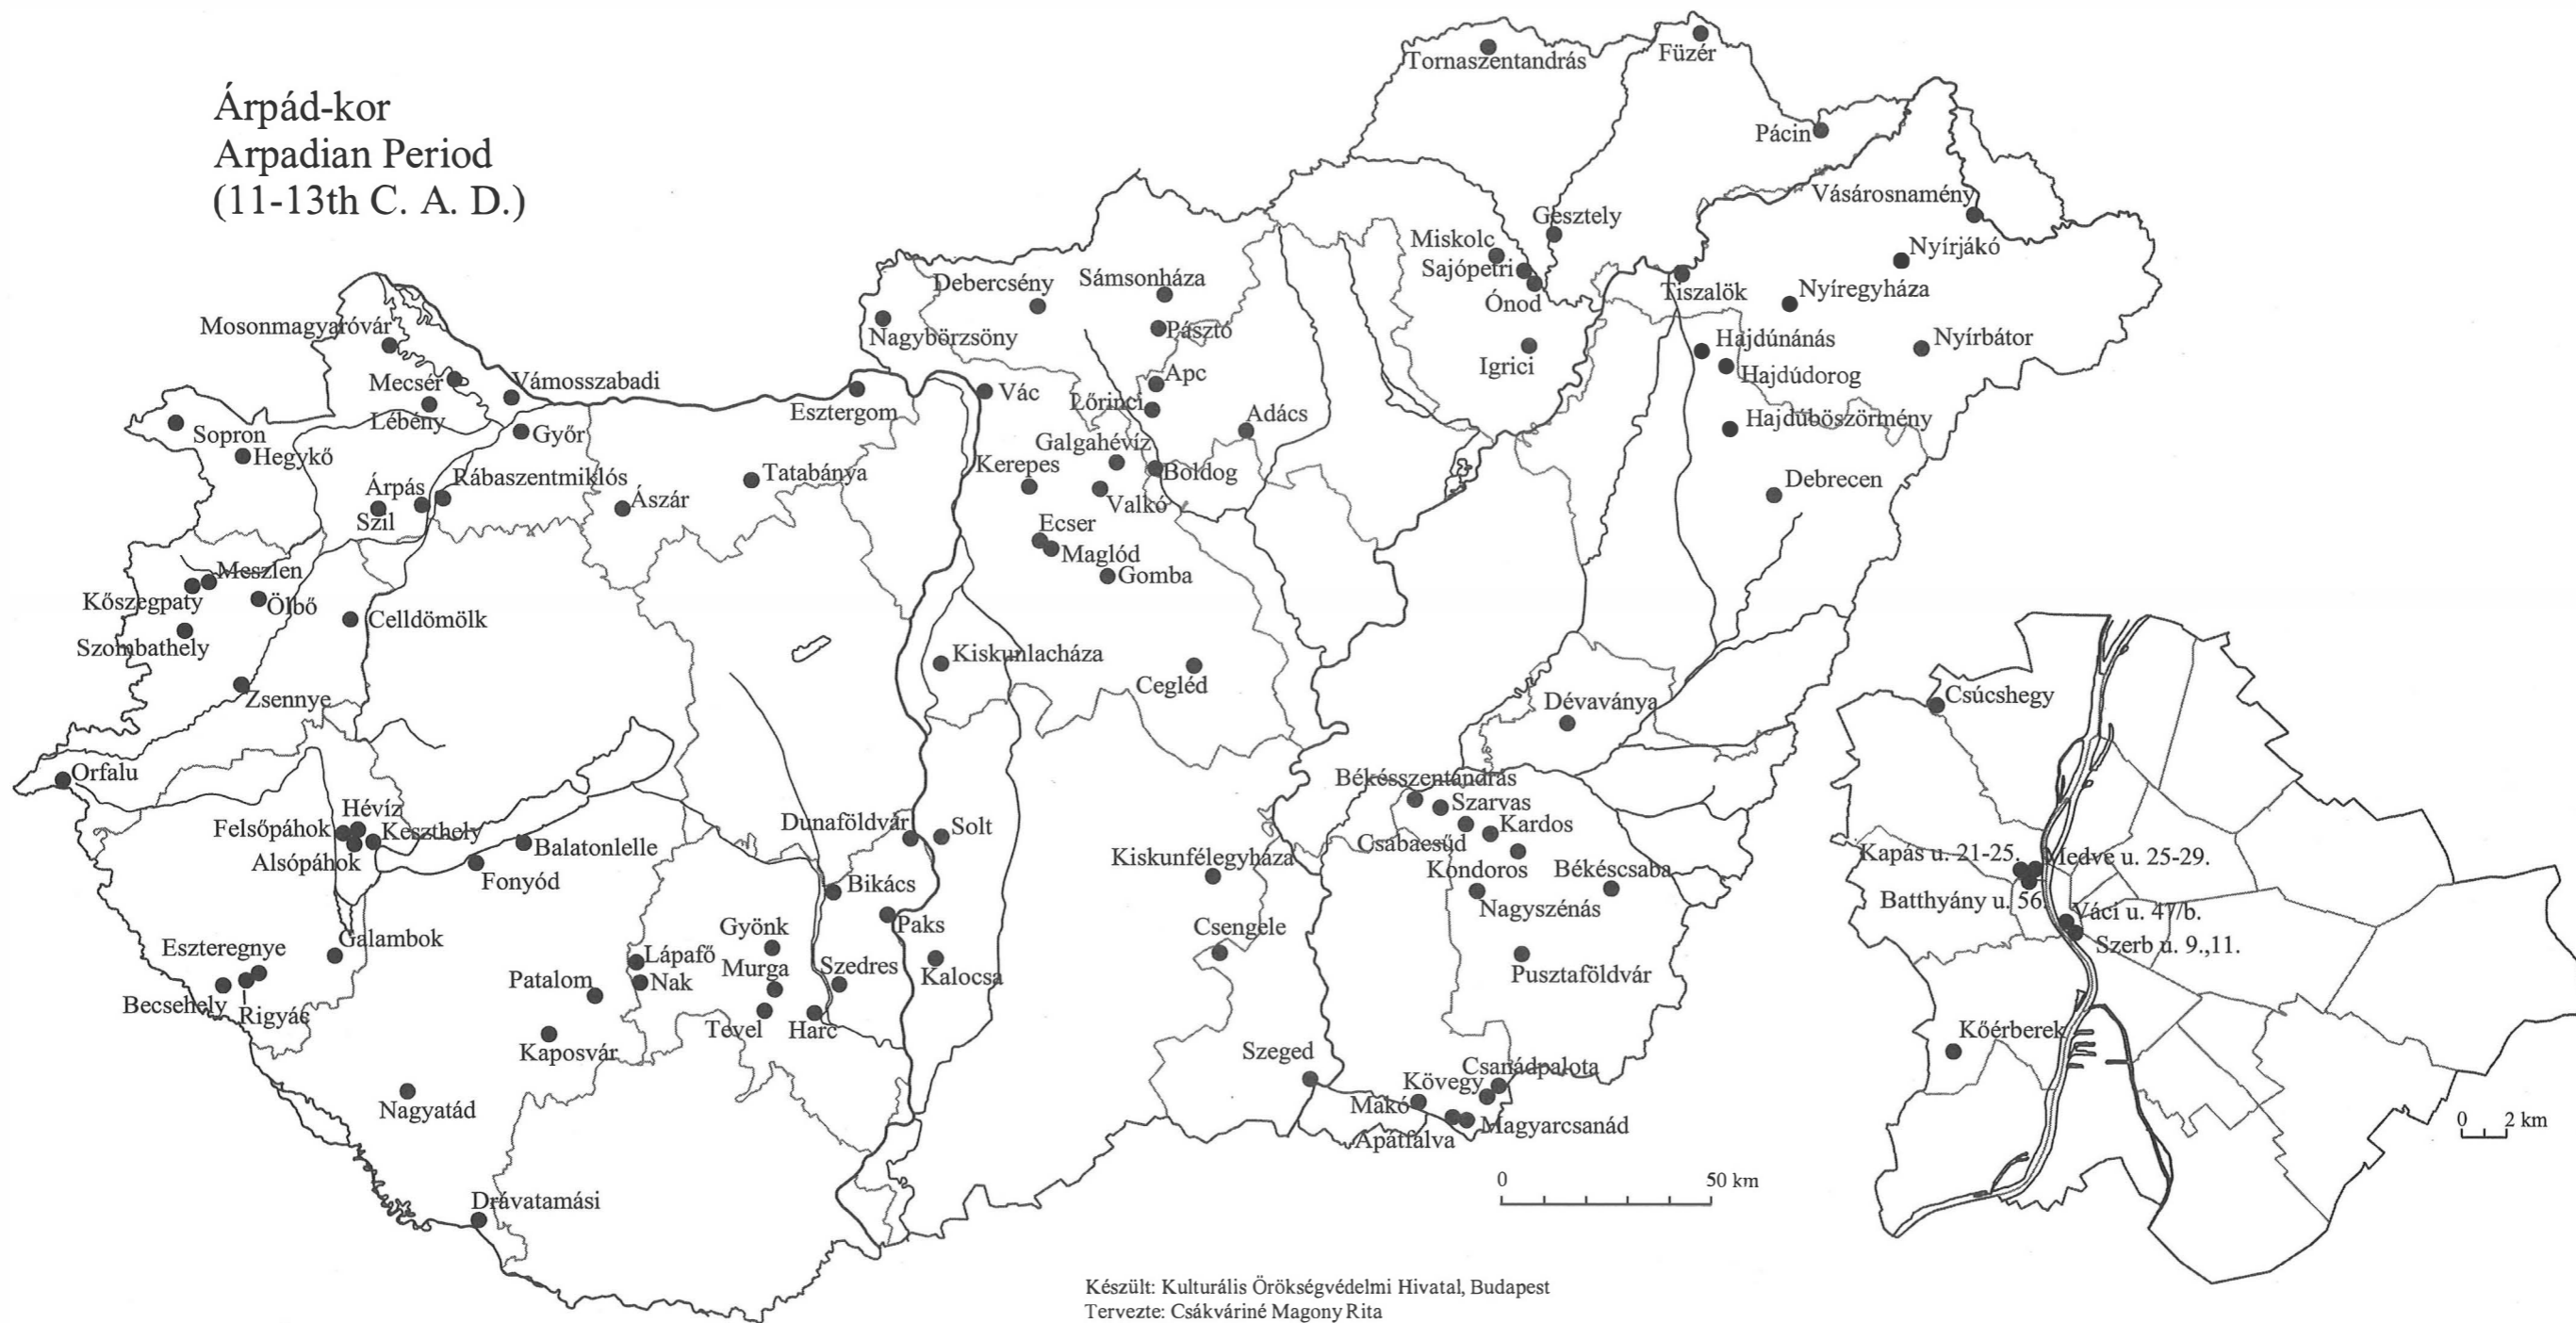 Árpád-kor
Arpadian Period
(11-13th C. A. D.)
Tornaszentandrás
Füzér
Pácin
Vásárosnamény
Gesztely
Miskolc
Nyírjákó
Sajópetri
Debercsény
Sámsonháza
Tiszalök
Nyíregyháza
Ónod
Mosonmagyaróvár
Nagybörzsöny
Pásztó
Hajdúnánás
Nyírbátor
Igrici
Apc
Hajdúdorog
Mecsér
Vámosszabadi
Vác
Lőrinci
Esztergom
Adács
Hajdúböszörmény
Lébény
Sopron
Győr
Galgahévíz
Hegykő
Kerepes
Boldog
Tatabánya
Rábaszentmiklós
Debrecen
Árpás
Ászár
Valkó
Szil
Ecser
Maglód
Meszlen
Gomba
Kőszegpaty
Ölbő
Celldömölk
Szombathely
Kiskunlacháza
Cegléd
Zsennye
Dévaványa
Csúcshegy
Orfalu
Békésszentandrás
Hévíz
Szarvas
Felsőpáhok
Keszthely
Dunaföldvár
Solt
Kardos
Csabacsűd
Balatonlelle
Kiskunfélegyháza
Kapás u. 21-25.
Medve u. 25-29.
Alsópáhok
Fonyód
Kondoros
Békéscsaba
Bikács
Batthyány u. 56.
Nagyszénás
Váci u. 47/b.
Paks
Gyönk
Csengele
Galambok
Szerb u. 9.,11.
Eszteregnye
Lápafő
Murga
Szedres
Kalocsa
Pusztaföldvár
Patalom
Nak
Becsehely
Rigyác
Tevel
Harc
Kőérberek
Kaposvár
Szeged
Csanádpalota
Kövegy
Nagyatád
Makó
Magyarcsanád
Apátfalva
0 2 km
0 50 km
Drávatamási
Készült: Kulturális Örökségvédelmi Hivatal, Budapest
Tervezte: Csákváriné Magony Rita